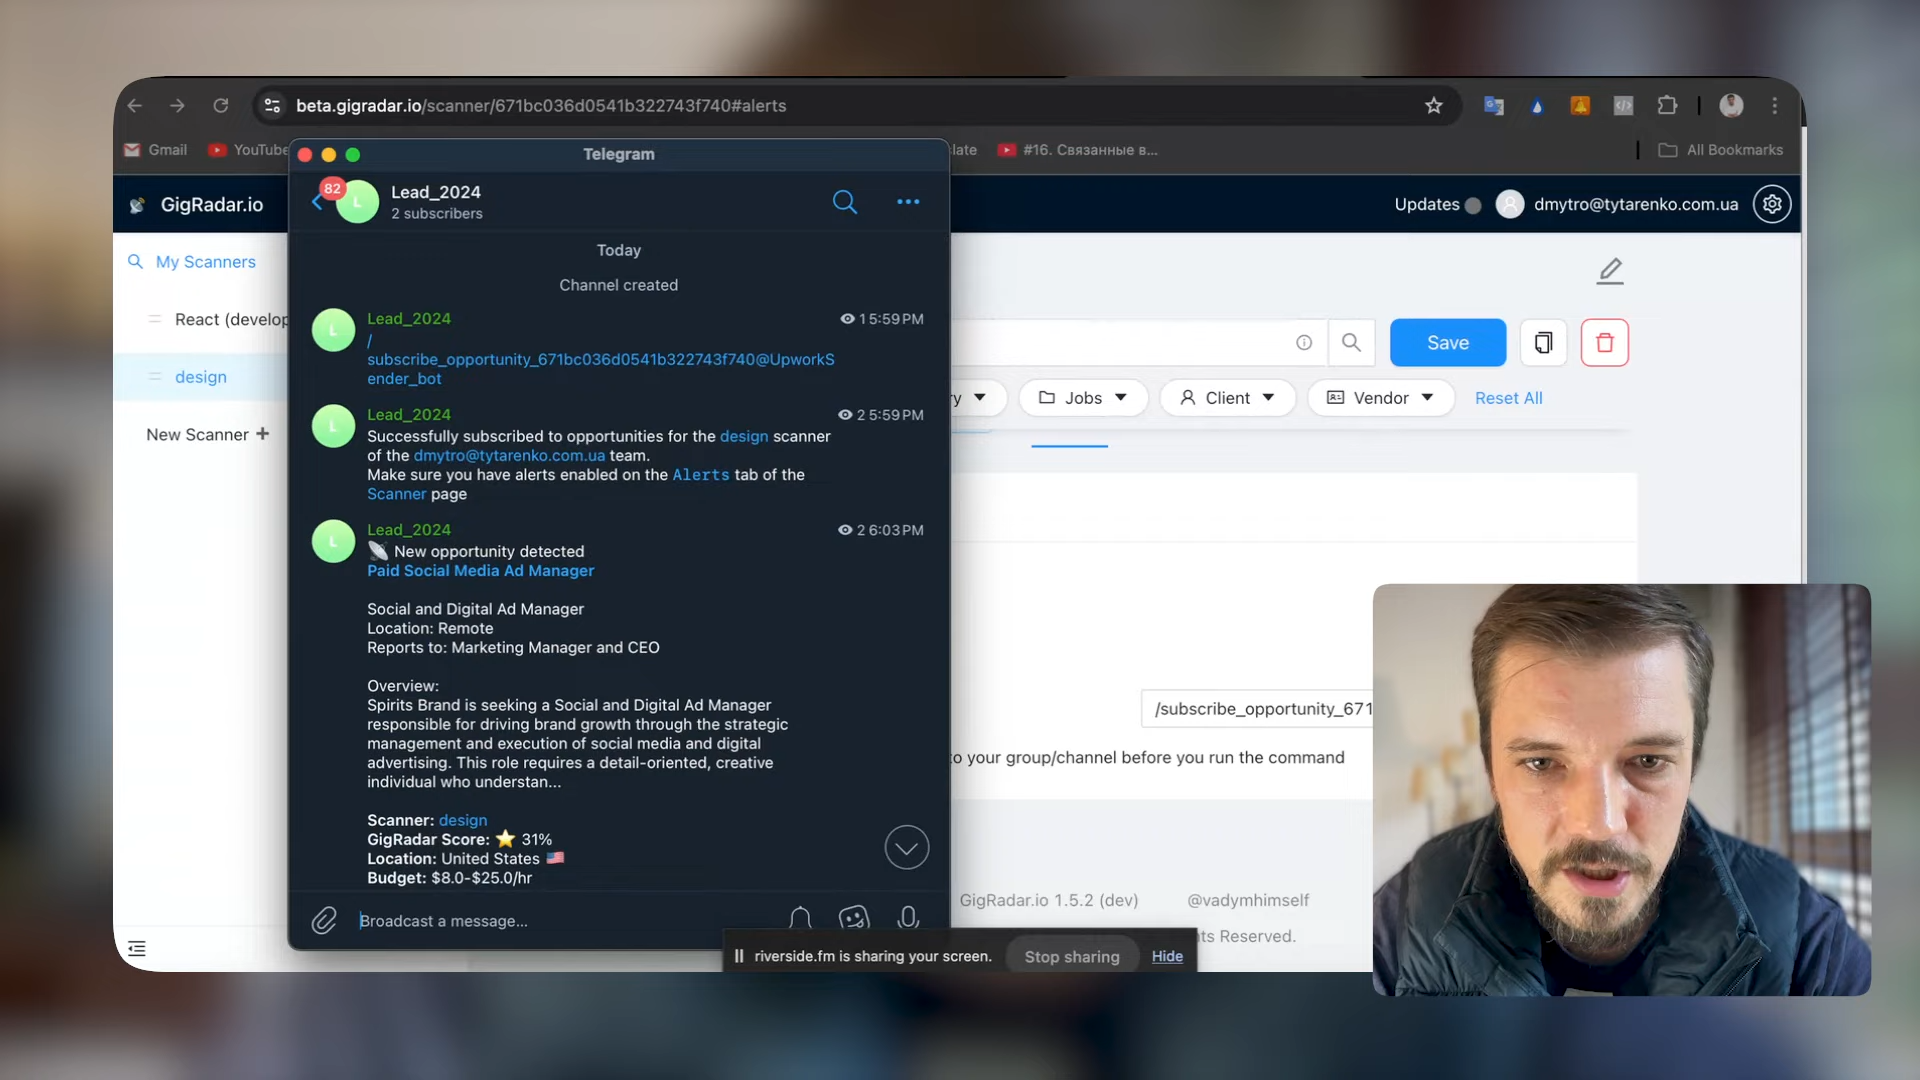 beta.gigradar.io/scanner/671bc036d0541b322743f740#alerts
Gmail
YouTube
late
#16. Связанные в...
All Bookmarks
Telegram
GigRadar.io
82
L
Lead_2024
2 subscribers
Updates
dmytro@tytarenko.com.ua
My Scanners
React (develop
design
New Scanner +
Today
Channel created
L
Lead_2024
1 5:59 PM
/
subscribe_opportunity_671bc036d0541b322743f740@UpworkS
ender_bot
L
Lead_2024
2 5:59 PM
Successfully subscribed to opportunities for the design scanner
of the dmytro@tytarenko.com.ua team.
Make sure you have alerts enabled on the Alerts tab of the
Scanner page
L
Lead_2024
2 6:03 PM
New opportunity detected
Paid Social Media Ad Manager
Social and Digital Ad Manager
Location: Remote
Reports to: Marketing Manager and CEO
Overview:
Spirits Brand is seeking a Social and Digital Ad Manager
responsible for driving brand growth through the strategic
management and execution of social media and digital
advertising. This role requires a detail-oriented, creative
individual who understan...
Scanner: design
GigRadar Score: ⭐ 31%
Location: United States 🇺🇸
Budget: $8.0-$25.0/hr
Broadcast a message...
Save
ry
Jobs
Client
Vendor
Reset All
/subscribe_opportunity_671
o your group/channel before you run the command
GigRadar.io 1.5.2 (dev)
@vadymhimself
ts Reserved.
riverside.fm is sharing your screen.
Stop sharing
Hide